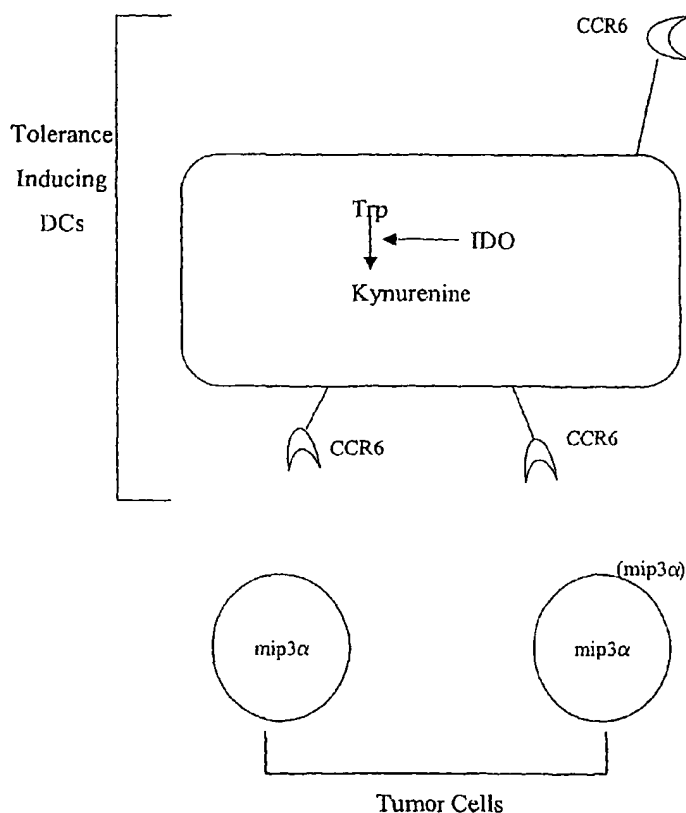 CCR6
Tolerance
Inducing
DCs
Trp
IDO
Kynurenine
CCR6
CCR6
(mip3α)
mip3α
mip3α
Tumor Cells